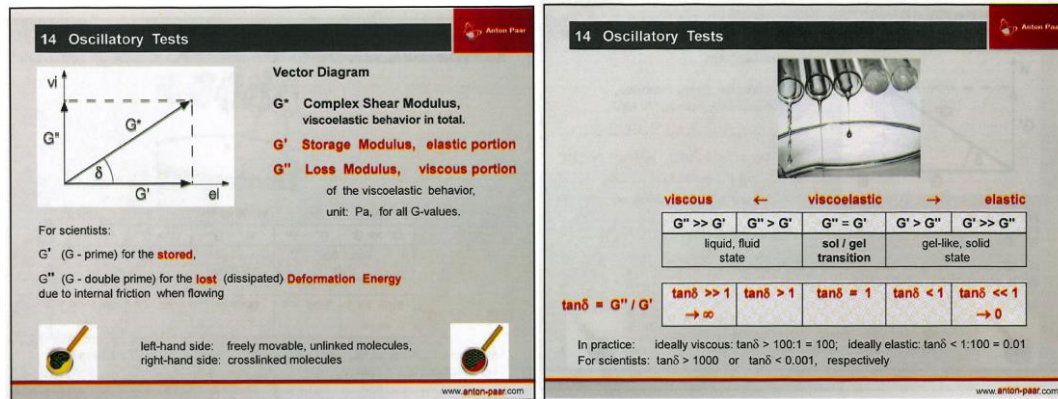 14 Oscillatory Tests
Anton Paar
vi
G"
G*
δ
G'
el
Vector Diagram
G* Complex Shear Modulus,
viscoelastic behavior in total.
G' Storage Modulus, elastic portion
G" Loss Modulus, viscous portion
of the viscoelastic behavior,
unit: Pa, for all G-values.
For scientists:
G' (G - prime) for the stored,
G" (G - double prime) for the lost (dissipated) Deformation Energy
due to internal friction when flowing
left-hand side: freely movable, unlinked molecules,
right-hand side: crosslinked molecules
www.anton-paar.com
14 Oscillatory Tests
Anton Paar
viscous ← viscoelastic → elastic
G" >> G' G" > G' G" = G' G' > G" G' >> G"
liquid, fluid sol / gel gel-like, solid
state transition state
tanδ = G" / G'
tanδ >> 1 tanδ > 1 tanδ = 1 tanδ < 1 tanδ << 1
→ ∞ → 0
In practice: ideally viscous: tanδ > 100:1 = 100; ideally elastic: tanδ < 1:100 = 0.01
For scientists: tanδ > 1000 or tanδ < 0.001, respectively
www.anton-paar.com